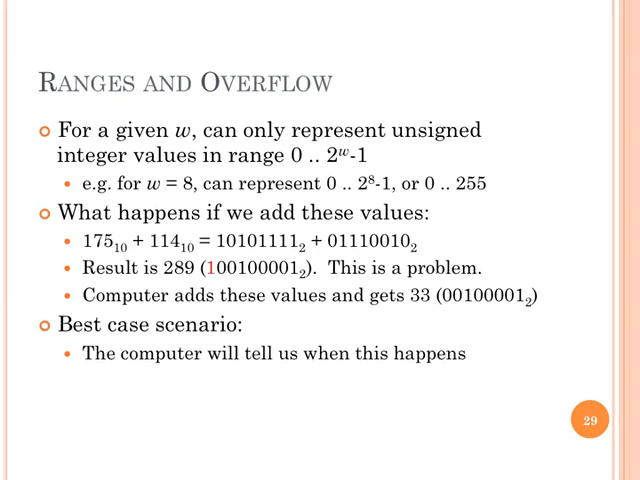 RANGES AND OVERFLOW
For a given w, can only represent unsigned
integer values in range 0 .. 2ʷ-1
e.g. for w = 8, can represent 0 .. 2⁸-1, or 0 .. 255
What happens if we add these values:
175₁₀ + 114₁₀ = 10101111₂ + 01110010₂
Result is 289 (100100001₂). This is a problem.
Computer adds these values and gets 33 (00100001₂)
Best case scenario:
The computer will tell us when this happens
29